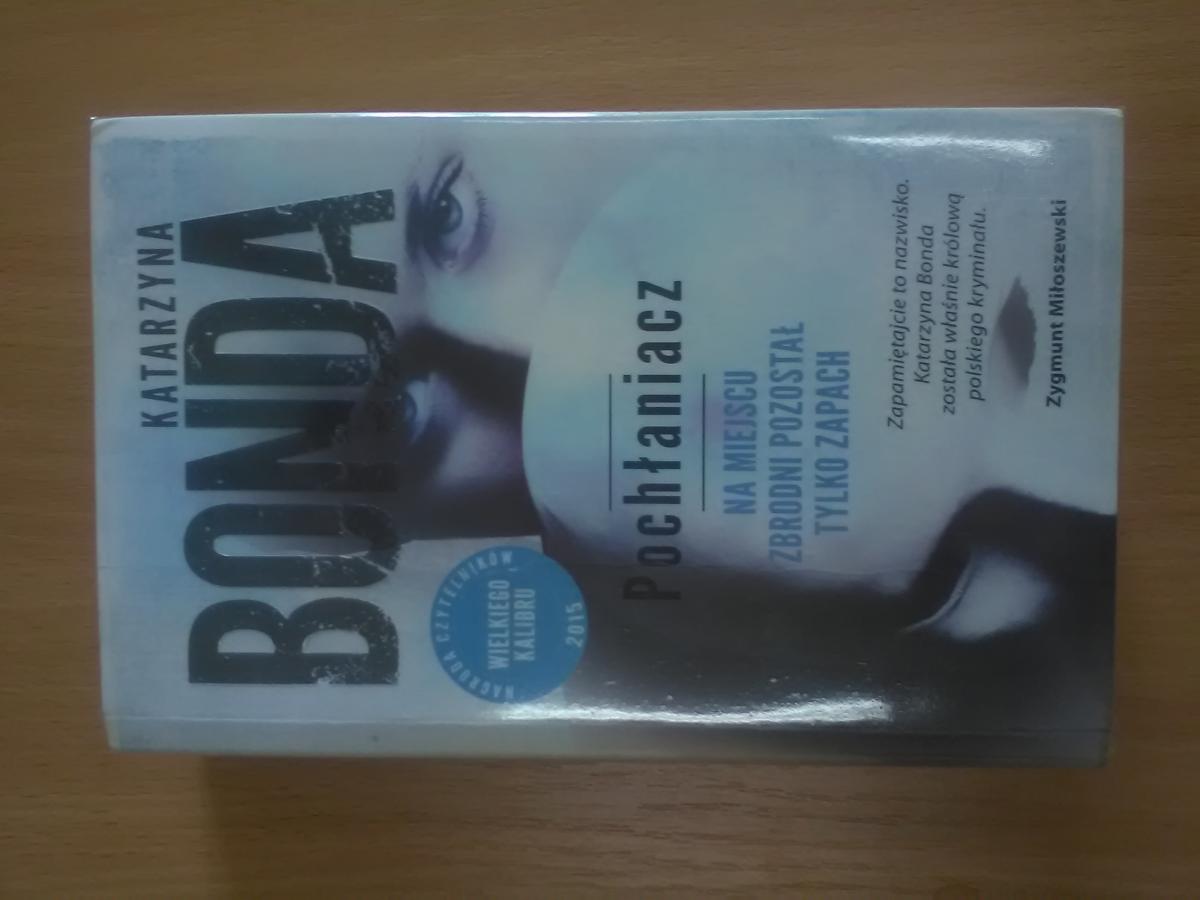 KATARZYNA
BONDA
NAGRODA CZYTELNIKÓW
WIELKIEGO
KALIBRU
2015
Pochłaniacz
NA MIEJSCU
ZBRODNI POZOSTAŁ
TYLKO ZAPACH
Zapamiętajcie to nazwisko.
Katarzyna Bonda
została właśnie królową
polskiego kryminału.
Zygmunt Miłoszewski